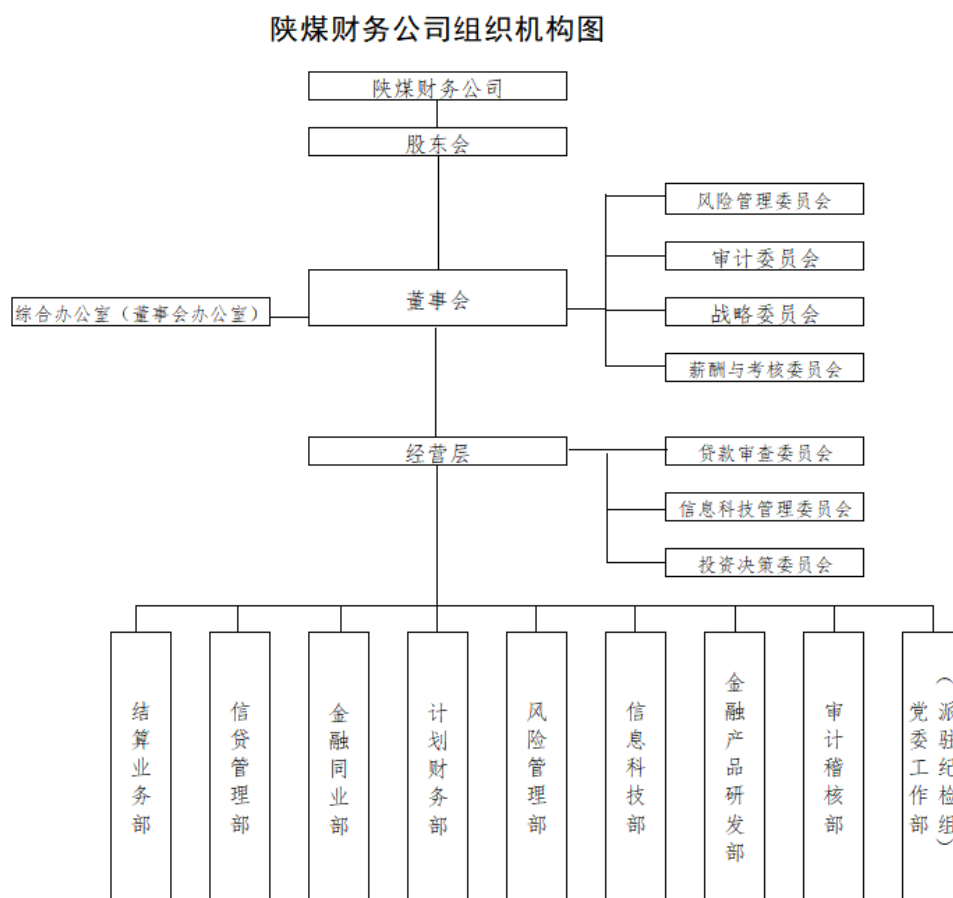 陕煤财务公司组织机构图
陕煤财务公司
股东会
风险管理委员会
审计委员会
董事会
综合办公室（董事会办公室）
战略委员会
薪酬与考核委员会
经营层
贷款审查委员会
信息科技管理委员会
投资决策委员会
结算业务部
信贷管理部
金融同业部
计划财务部
风险管理部
信息科技部
金融产品研发部
审计稽核部
党委工作部
（派驻纪检组）